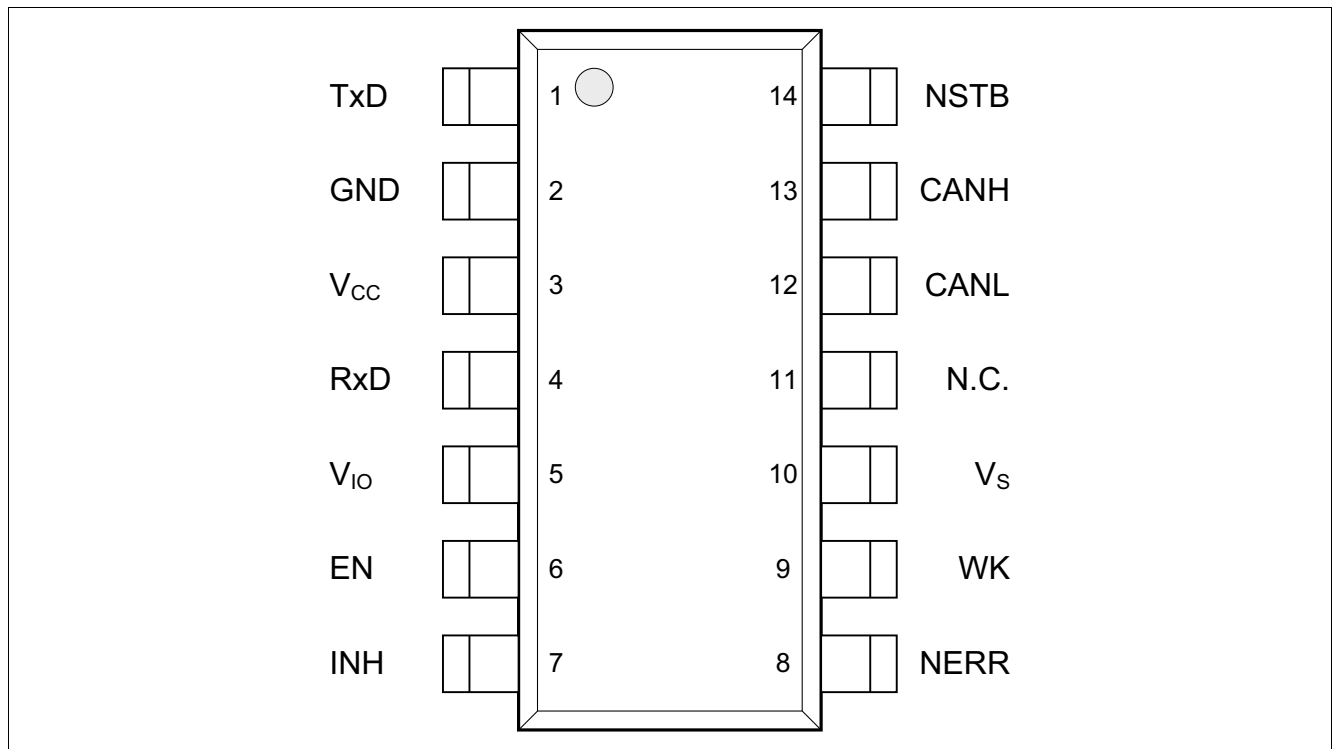 TxD 1 14 NSTB
GND 2 13 CANH
VCC 3 12 CANL
RxD 4 11 N.C.
VIO 5 10 VS
EN 6 9 WK
INH 7 8 NERR